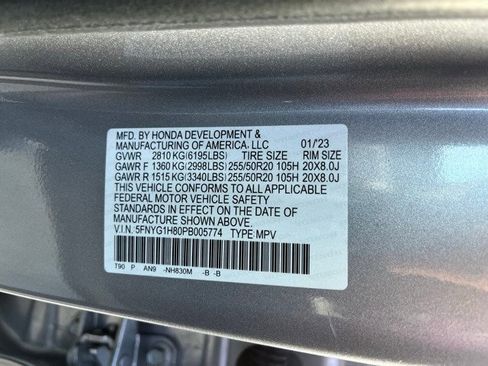 MFD. BY HONDA DEVELOPMENT &
MANUFACTURING OF AMERICA, LLC 01/23
GVWR 2810 KG(6195LBS) TIRE SIZE RIM SIZE
GAWR F 1360 KG(2998LBS) 255/50R20 105H 20X8.0J
GAWR R 1515 KG(3340LBS) 255/50R20 105H 20X8.0J
THIS VEHICLE CONFORMS TO ALL APPLICABLE
FEDERAL MOTOR VEHICLE SAFETY
STANDARDS IN EFFECT ON THE DATE OF
MANUFACTURE SHOWN ABOVE.
V.I.N. 5FNYG1H80PB005774 TYPE: MPV
T90 P AN9 -NH830M -B -B